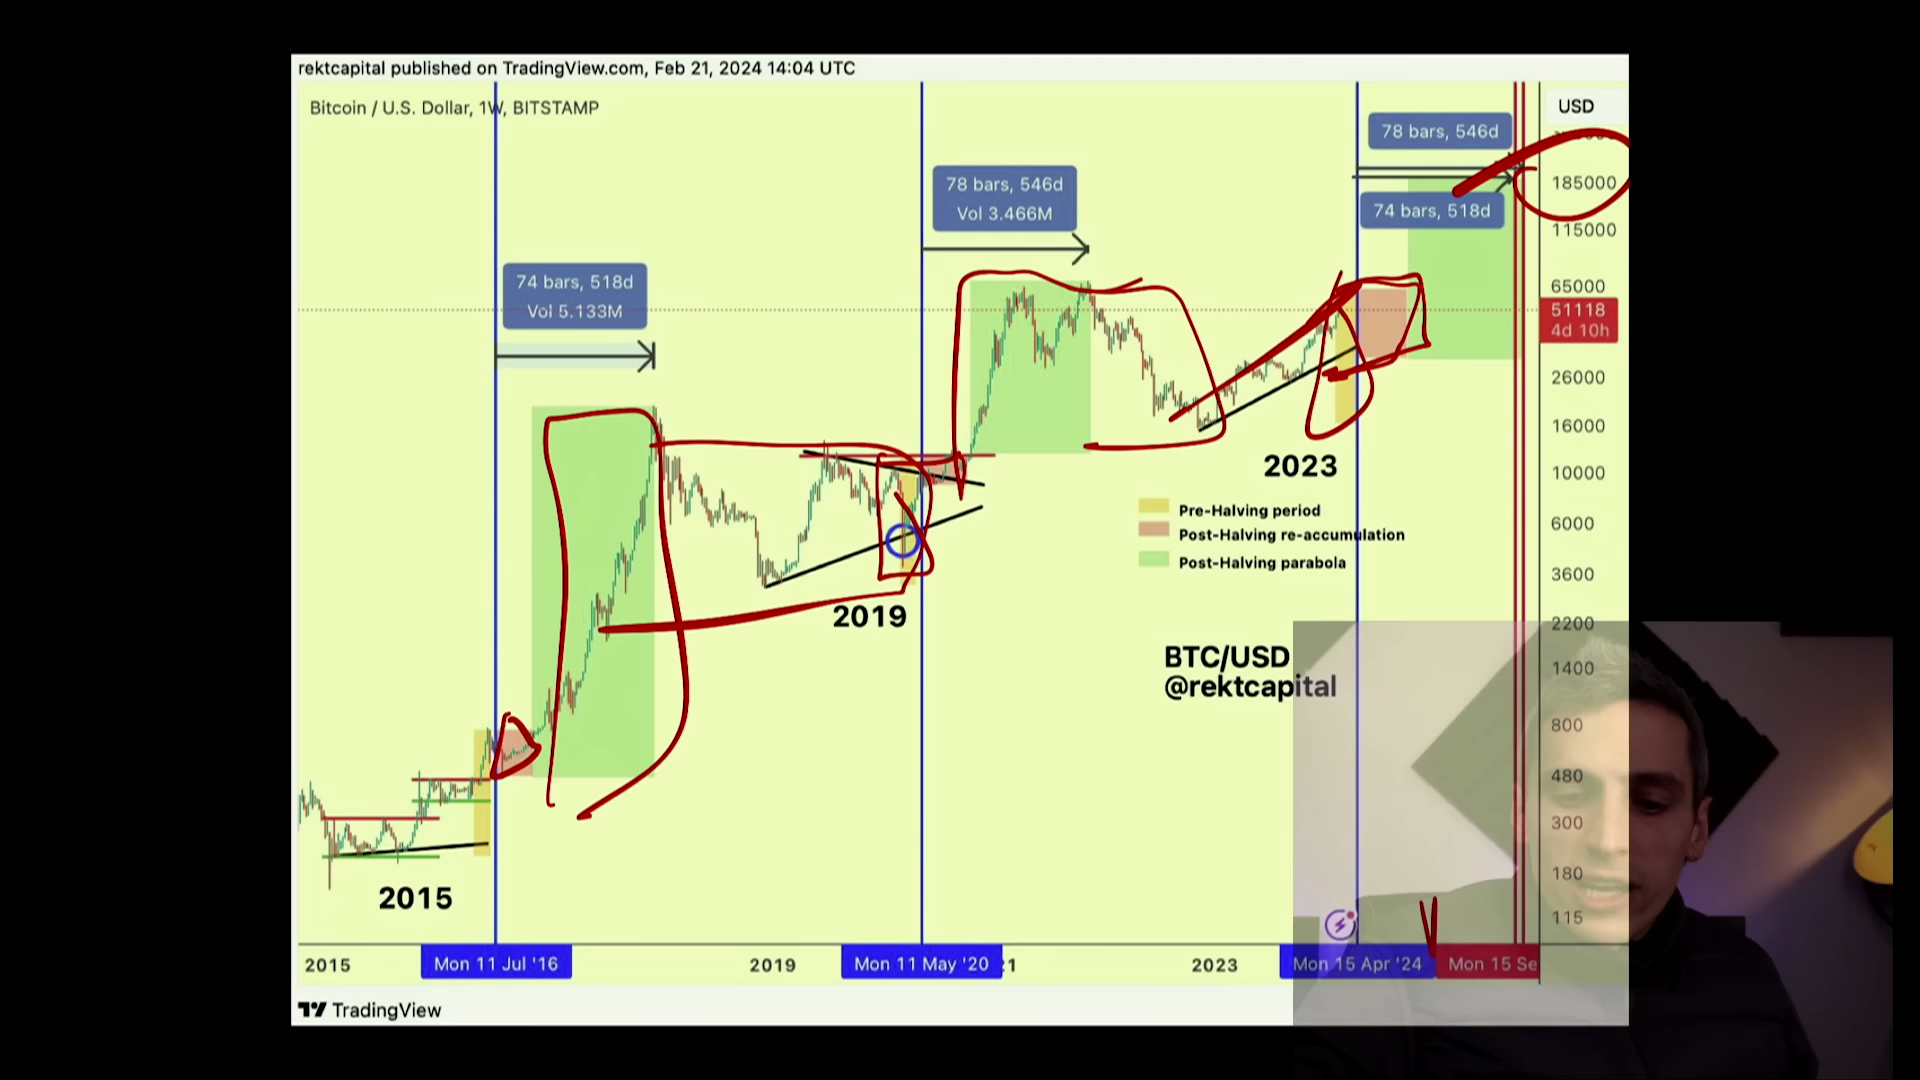 rektcapital published on TradingView.com, Feb 21, 2024 14:04 UTC
Bitcoin / U.S. Dollar, 1W, BITSTAMP
USD
78 bars, 546d
185000
74 bars, 518d
115000
78 bars, 546d
Vol 3.466M
74 bars, 518d
Vol 5.133M
65000
51118
4d 10h
26000
16000
10000
6000
3600
2200
1400
800
480
300
180
115
2023
Pre-Halving period
Post-Halving re-accumulation
Post-Halving parabola
2019
BTC/USD
@rektcapital
2015
2015
Mon 11 Jul '16
2019
Mon 11 May '20
2023
Mon 15 Apr '24
Mon 15 Se
TradingView